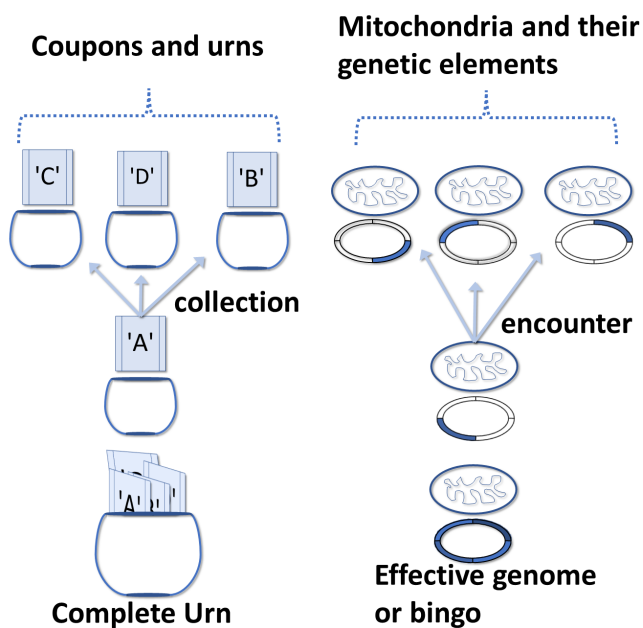 Coupons and urns
Mitochondria and their
genetic elements
'C'
'D'
'B'
collection
'A'
encounter
'A'
Complete Urn
Effective genome
or bingo